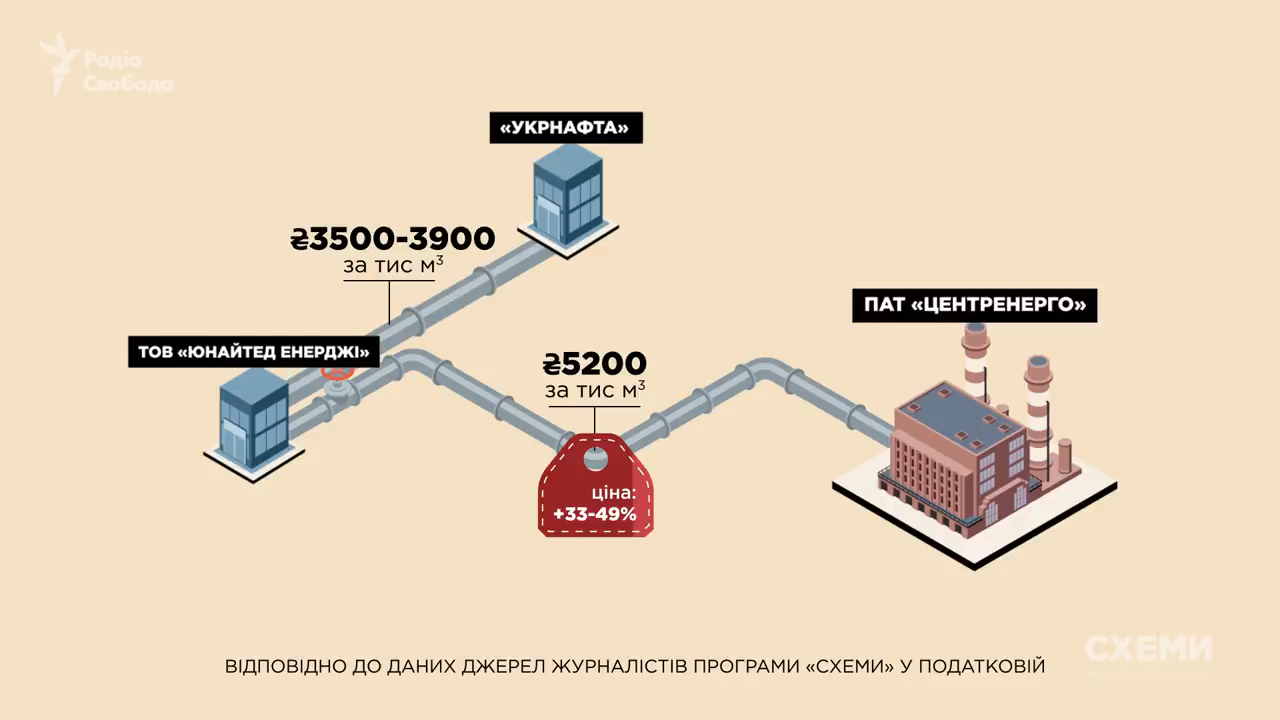 Радіо
Свобода
«УКРНАФТА»
₴3500-3900
за тис м³
ПАТ «ЦЕНТРЕНЕРГО»
ТОВ «ЮНАЙТЕД ЕНЕРДЖІ»
₴5200
за тис м³
ціна:
+33-49%
СХЕМИ
ВІДПОВІДНО ДО ДАНИХ ДЖЕРЕЛ ЖУРНАЛІСТІВ ПРОГРАМИ «СХЕМИ» У ПОДАТКОВІЙ